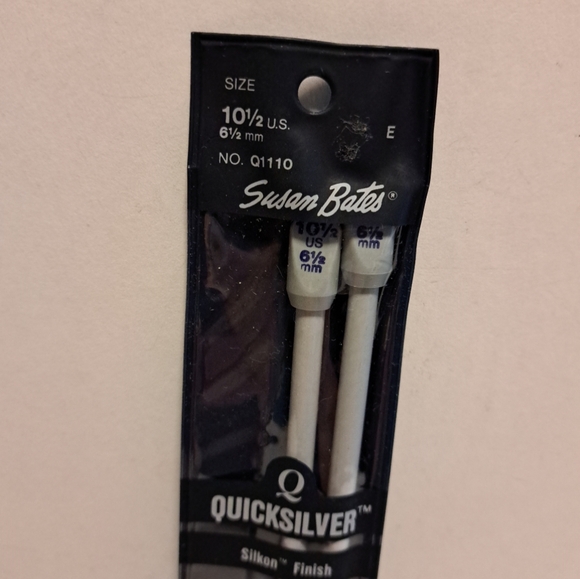 SIZE
10½ U.S.
6½ mm
E
NO. Q1110
Susan Bates®
10½
US
6½
mm
6½
mm
Q
QUICKSILVER™
Silkon™ Finish